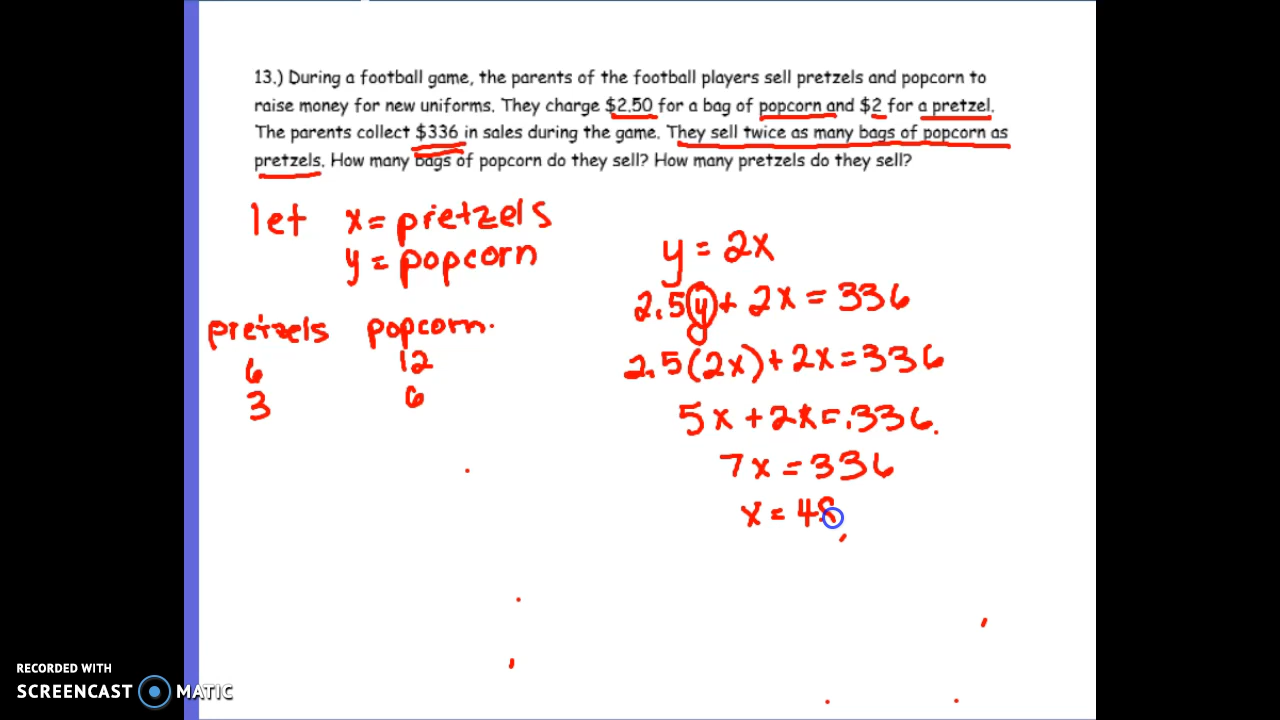 13.) During a football game, the parents of the football players sell pretzels and popcorn to
raise money for new uniforms. They charge $2.50 for a bag of popcorn and $2 for a pretzel.
The parents collect $336 in sales during the game. They sell twice as many bags of popcorn as
pretzels. How many bags of popcorn do they sell? How many pretzels do they sell?
let x = pretzels
y = popcorn
pretzels popcorn
6 12
3 6
y = 2x
2.5y + 2x = 336
2.5(2x) + 2x = 336
5x + 2x = 336
7x = 336
x = 48
RECORDED WITH
SCREENCAST MATIC